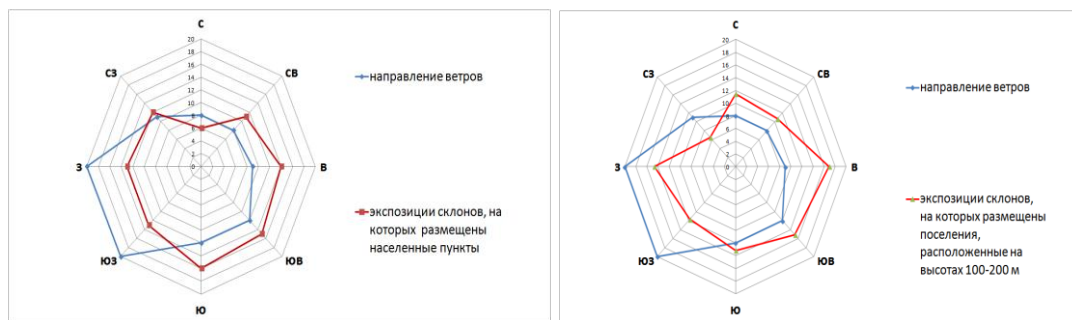 С
20
18
16
14
12
10
8
6
4
2
0
СВ
В
ЮВ
Ю
ЮЗ
З
СЗ
направление ветров
экспозиции склонов, на
которых размещены
населенные пункты
С
20
18
16
14
12
10
8
6
4
2
0
СВ
В
ЮВ
Ю
ЮЗ
З
СЗ
направление ветров
экспозиции склонов,
на которых размещены
поселения,
расположенные на
высотах 100-200 м